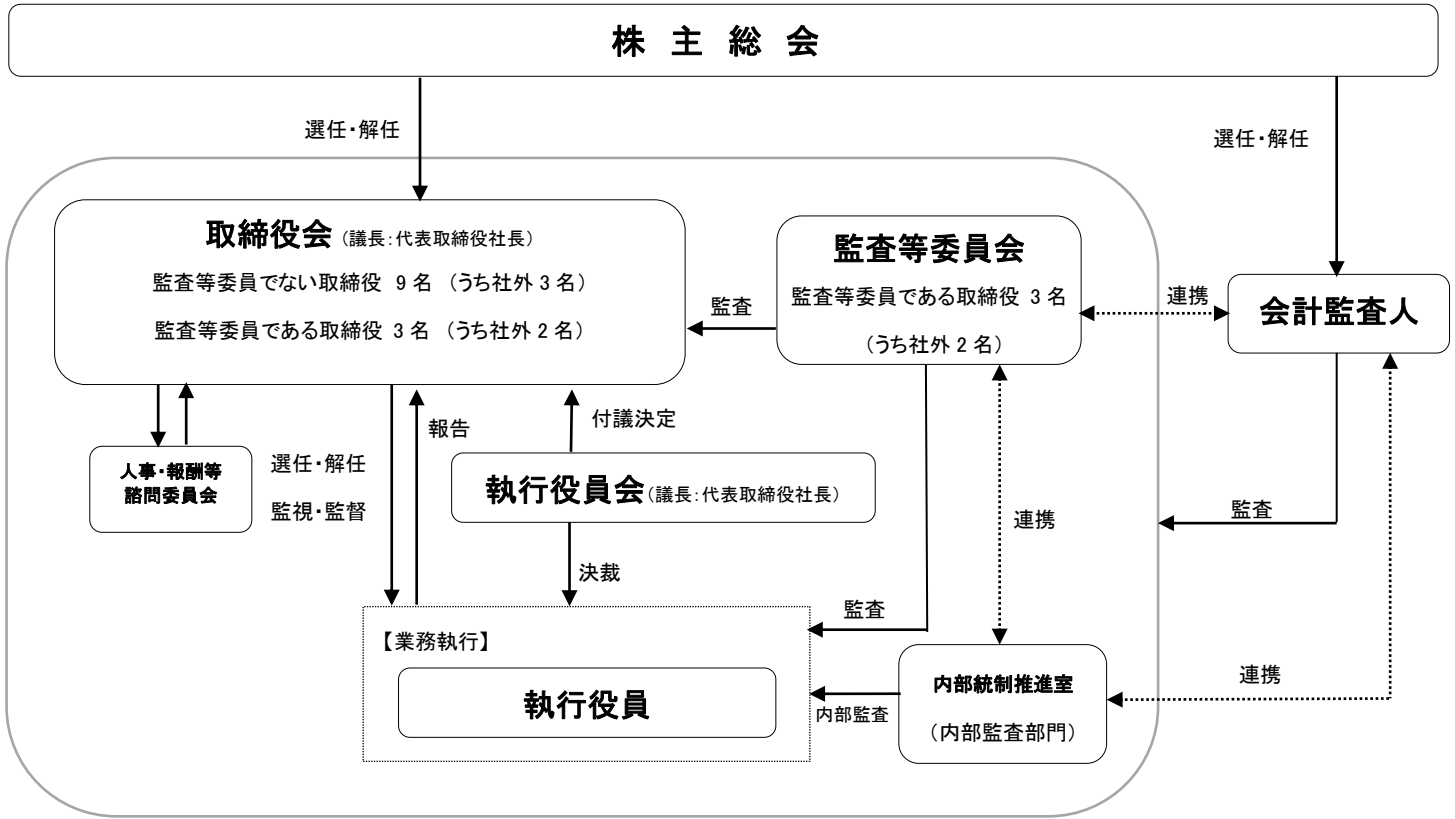 株 主 総 会
選任・解任
選任・解任
取締役会（議長：代表取締役社長）
監査等委員でない取締役 9 名 （うち社外 3 名）
監査等委員である取締役 3 名 （うち社外 2 名）
監査
監査等委員会
監査等委員である取締役 3 名
（うち社外 2 名）
連携
会計監査人
人事・報酬等
諮問委員会
選任・解任
監視・監督
報告
付議決定
執行役員会（議長：代表取締役社長）
決裁
連携
監査
監査
【業務執行】
執行役員
内部監査
内部統制推進室
（内部監査部門）
連携